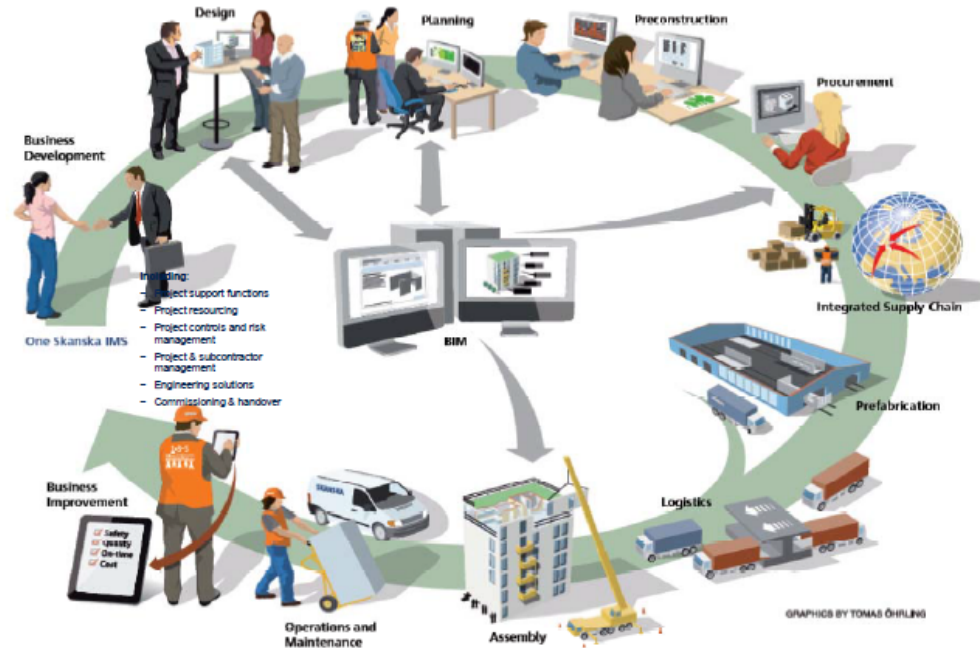 Design
Planning
Preconstruction
Procurement
Business
Development
Including:
– Project support functions
– Project resourcing
– Project controls and risk
management
– Project & subcontractor
management
– Engineering solutions
– Commissioning & handover
One Skanska IMS
BIM
Integrated Supply Chain
Prefabrication
Logistics
Business
Improvement
Safety
Quality
On-time
Cost
SKANSKA
Operations and
Maintenance
Assembly
GRAPHICS BY TOMAS ÖHRLING